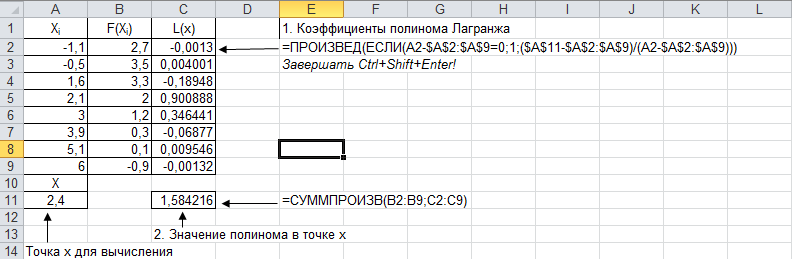 A B C D E F G H I J K L
1 Xi F(Xi) L(x) 1. Коэффициенты полинома Лагранжа
2 -1,1 2,7 -0,0013 =ПРОИЗВЕД(ЕСЛИ(A2-$A$2:$A$9=0;1;($A$11-$A$2:$A$9)/(A2-$A$2:$A$9)))
3 -0,5 3,5 0,004001 Завершать Ctrl+Shift+Enter!
4 1,6 3,3 -0,18948
5 2,1 2 0,900888
6 3 1,2 0,346441
7 3,9 0,3 -0,06877
8 5,1 0,1 0,009546
9 6 -0,9 -0,00132
10 X
11 2,4 1,584216 =СУММПРОИЗВ(B2:B9;C2:C9)
12
13 2. Значение полинома в точке x
14 Точка x для вычисления